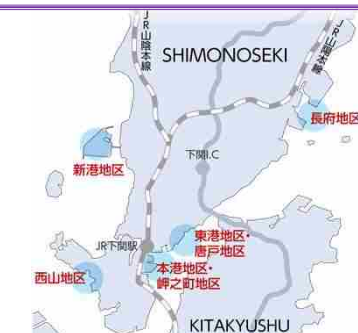 JR山陰本線
JR山陽本線
SHIMONOSEKI
長府地区
下関I.C
新港地区
東港地区・
唐戸地区
JR下関駅
本港地区・
岬之町地区
西山地区
KITAKYUSHU